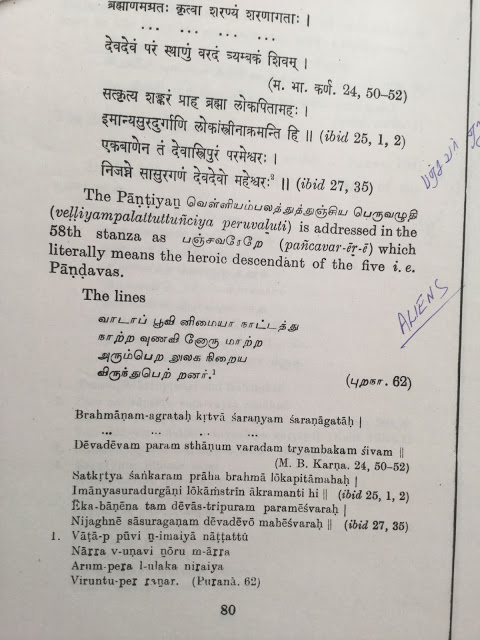 ब्रह्माणमग्रतः कृत्वा शरण्यं शरणागताः ।
... ... ... ...
देवदेवं परं स्थाणुं वरदं त्र्यम्बकं शिवम् ।
(म. भा. कर्ण. 24, 50-52)
सत्कृत्य शङ्करं प्राह ब्रह्मा लोकपितामहः ।
इमान्यसुरदुर्गाणि लोकांस्त्रीनाक्रमन्ति हि ॥ (ibid 25, 1, 2)
एकबाणेन तं देवास्त्रिपुरं परमेश्वरः ।
निजघ्ने सासुरगणं देवदेवो महेश्वरः² ॥ (ibid 27, 35)
The Pāṇṭiyaṉ வெள்ளியம்பலத்துத்துஞ்சிய பெருவழுதி
(veḷḷiyampalattuttuñciya peruvaḻuti) is addressed in the
58th stanza as பஞ்சவரேறே (pañcavar-ēṟ-ē) which
literally means the heroic descendant of the five i. e.
Pāṇḍavas.
ALIENS
The lines
வாடாப் பூவி னிமையா நாட்டத்து
நாற்ற வுணவி னோரு மாற்ற
அரும்பெற லுலக நிறைய
விருந்துபெற் றனர்.¹ (புறநா. 62)
Brahmāṇam-agrataḥ kṛtvā śaraṇyam śaraṇāgatāḥ |
... ... ... ...
Dēvadēvam param sthāṇum varadam tryambakam śivam ||
(M. B. Karṇa. 24, 50-52)
Satkṛtya śaṅkaram prāha brahmā lōkapitāmahaḥ |
Imānyasuradurgāṇi lōkāmstrīn ākramanti hi || (ibid 25, 1, 2)
Ēka-bāṇēna tam dēvās-tripuram paramēśvaraḥ |
Nijaghnē sāsuragaṇam dēvadēvō mahēśvaraḥ || (ibid 27, 35)
1. Vāṭā-p pūvi ṉ-imaiyā nāṭṭattū
Nāṟṟa v-uṇavi ṉōru m-āṟṟa
Arum-peṟa l-ulaka niṟaiya
Viruntu-peṟ ṟaṉar. (Puṟanā. 62)
80